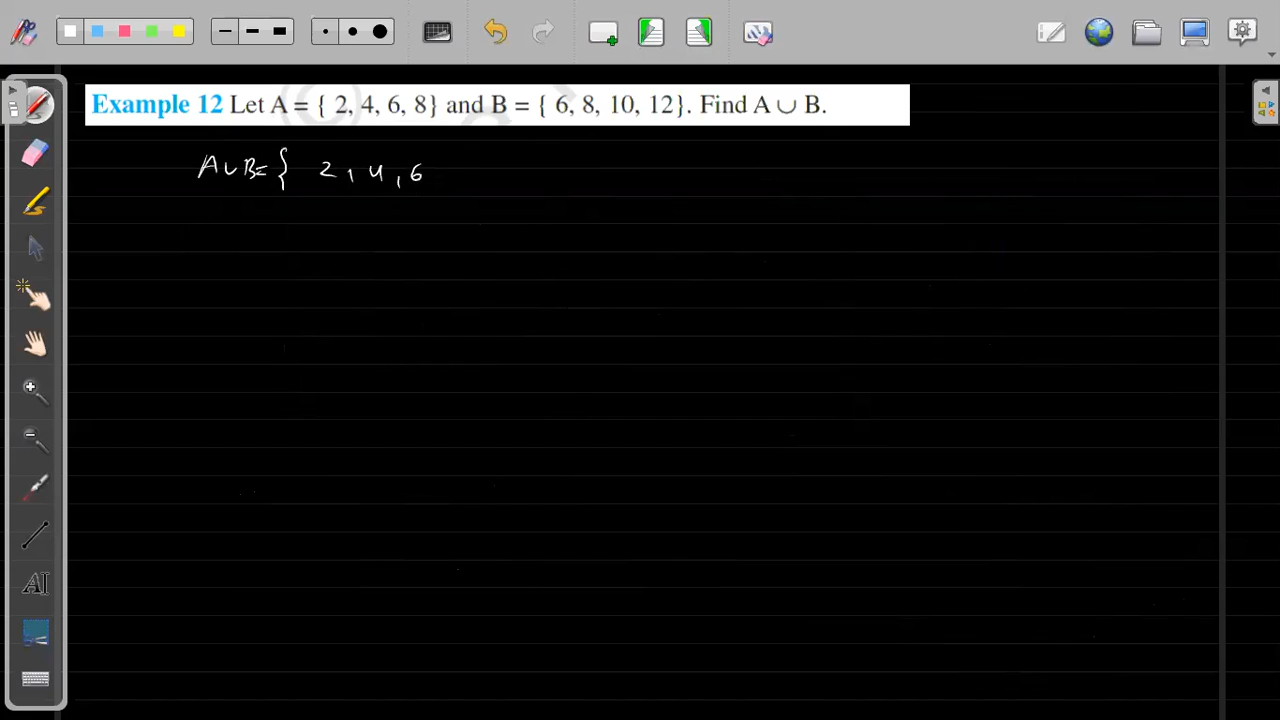 Example 12 Let A = { 2, 4, 6, 8} and B = { 6, 8, 10, 12}. Find A ∪ B.
A∪B= { 2, 4, 6